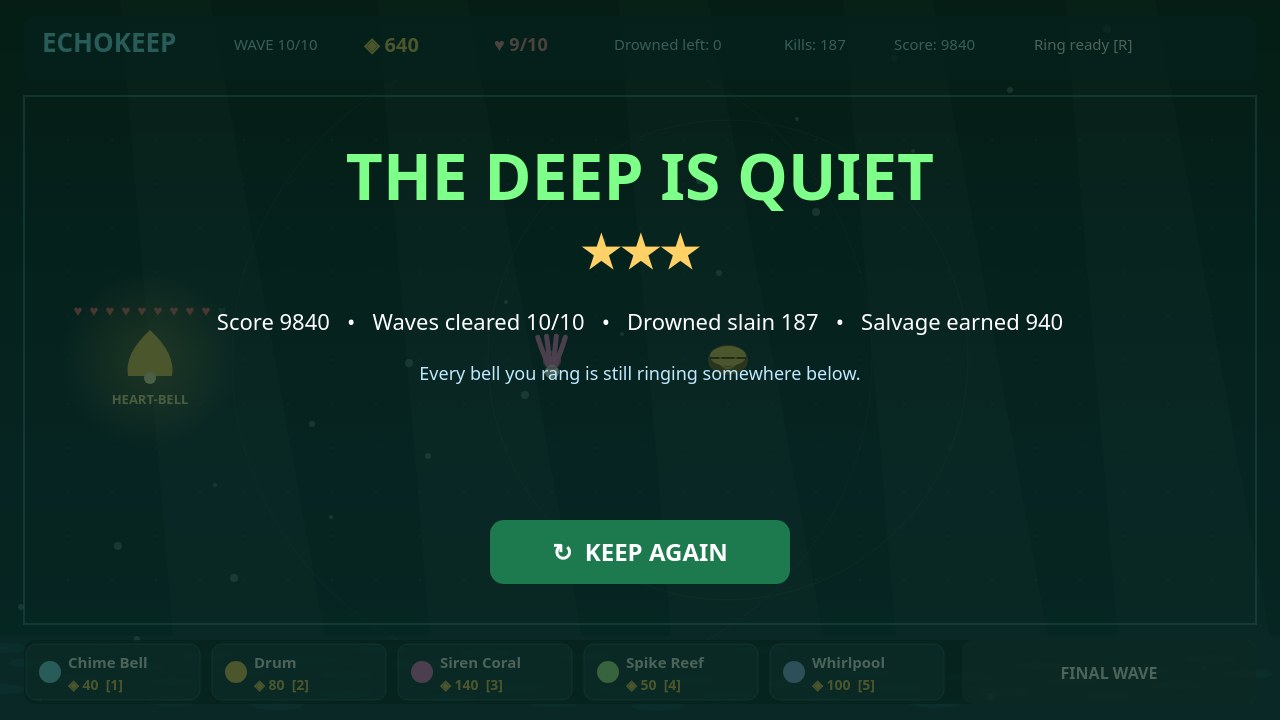 ECHOKEEP WAVE 10/10 ◈ 640 ♥ 9/10 Drowned left: 0 Kills: 187 Score: 9840 Ring ready [R]
THE DEEP IS QUIET
★★★
♥ ♥ ♥ ♥ ♥ ♥ ♥ ♥ ♥
Score 9840 • Waves cleared 10/10 • Drowned slain 187 • Salvage earned 940
Every bell you rang is still ringing somewhere below.
HEART-BELL
↻ KEEP AGAIN
Chime Bell
◈ 40 [1]
Drum
◈ 80 [2]
Siren Coral
◈ 140 [3]
Spike Reef
◈ 50 [4]
Whirlpool
◈ 100 [5]
FINAL WAVE